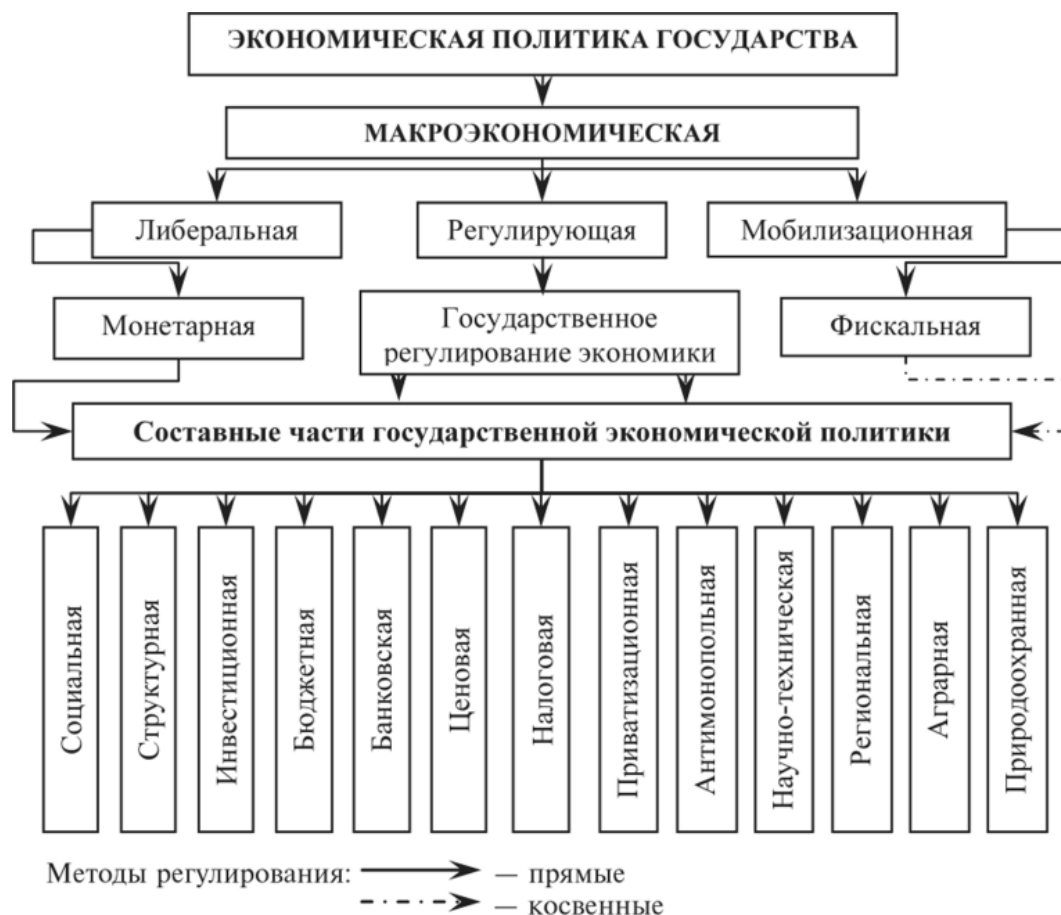 ЭКОНОМИЧЕСКАЯ ПОЛИТИКА ГОСУДАРСТВА
МАКРОЭКОНОМИЧЕСКАЯ
Либеральная
Регулирующая
Мобилизационная
Монетарная
Государственное
регулирование экономики
Фискальная
Составные части государственной экономической политики
Социальная
Структурная
Инвестиционная
Бюджетная
Банковская
Ценовая
Налоговая
Приватизационная
Антимонопольная
Научно-техническая
Региональная
Аграрная
Природоохранная
Методы регулирования: — прямые
— косвенные